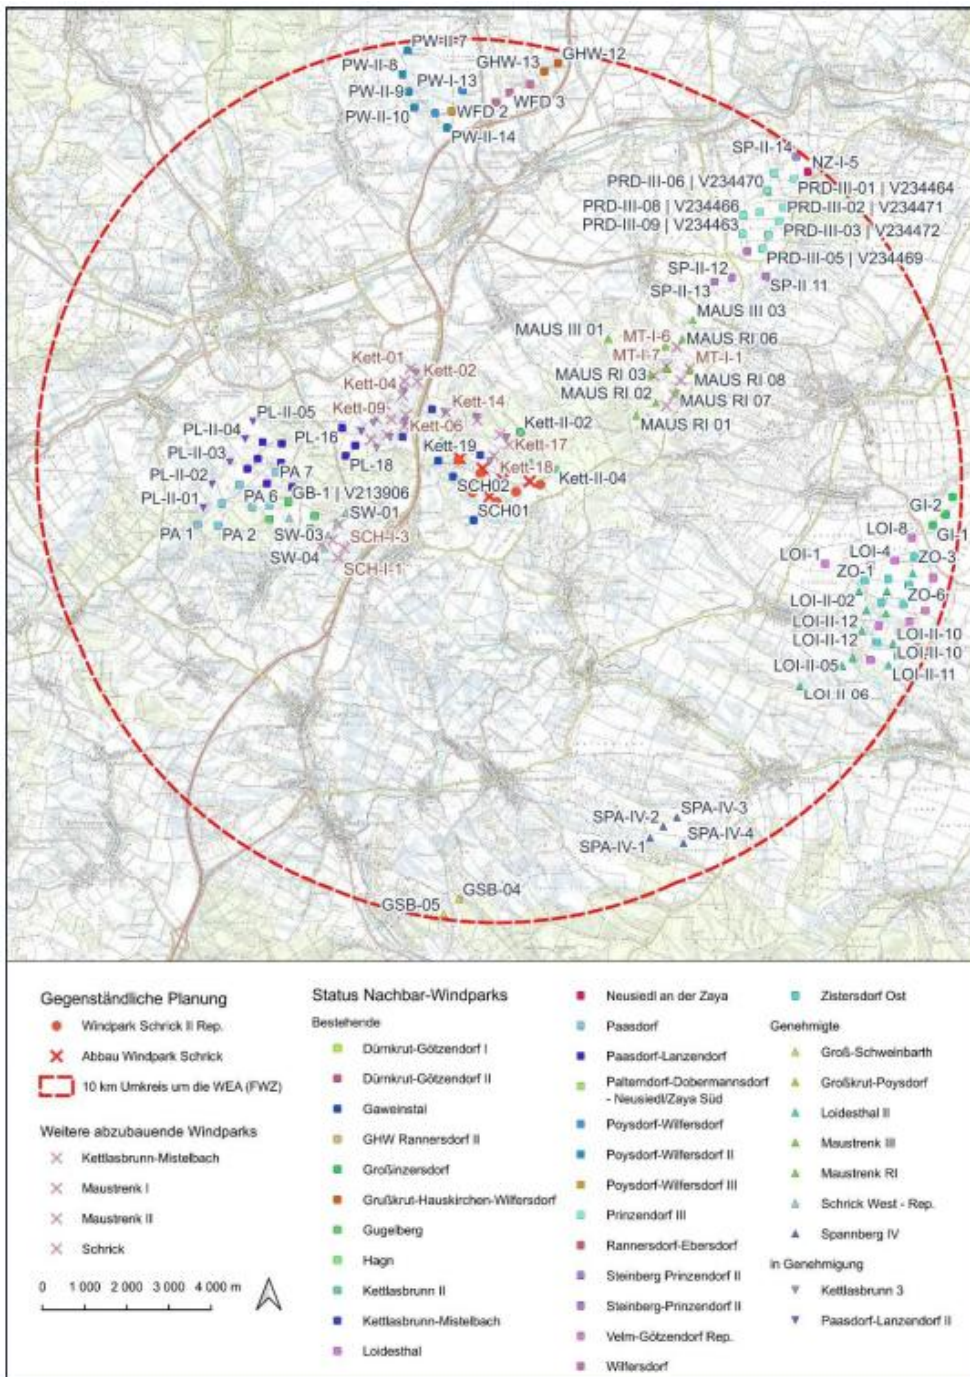 PW-II-7
GHW-12
GHW-13
PW-II-8
PW-I-13
PW-II-9
WFD 3
WFD 2
PW-II-10
PW-II-14
SP-II-14
NZ-I-5
PRD-III-06 | V234470
PRD-III-01 | V234464
PRD-III-08 | V234466
PRD-III-02 | V234471
PRD-III-09 | V234463
PRD-III-03 | V234472
PRD-III-05 | V234469
SP-II-12
SP-II 11
SP-II-13
MAUS III 03
MAUS III 01
MT-I-6
MAUS RI 06
MT-I-7
MT-I-1
MAUS RI 03
MAUS RI 08
MAUS RI 02
MAUS RI 07
MAUS RI 01
Kett-01
Kett-02
Kett-04
Kett-09
Kett-14
Kett-06
Kett-II-02
Kett-17
Kett-19
Kett-18
Kett-II-04
PL-II-05
PL-II-04
PL-16
PL-II-03
PL-18
PL-II-02
PA 7
PL-II-01
PA 6
GB-1 | V213906
SCH02
SCH01
SW-01
PA 1
PA 2
SW-03
SCH-I-3
SW-04
SCH-I-1
GI-2
GI-1
LOI-8
LOI-1
LOI-4
ZO-3
ZO-1
ZO-6
LOI-II-02
LOI-II-12
LOI-II-12
LOI-II-10
LOI-II-10
LOI-II-05
LOI-II-11
LOI II 06
SPA-IV-3
SPA-IV-2
SPA-IV-4
SPA-IV-1
GSB-04
GSB-05
Gegenständliche Planung
Windpark Schrick II Rep.
Abbau Windpark Schrick
10 km Umkreis um die WEA (FWZ)
Weitere abzubauende Windparks
Kettlasbrunn-Mistelbach
Maustrenk I
Maustrenk II
Schrick
0 1 000 2 000 3 000 4 000 m
Status Nachbar-Windparks
Bestehende
Dürnkrut-Götzendorf I
Dürnkrut-Götzendorf II
Gaweinstal
GHW Rannersdorf II
Großinzersdorf
Grußkrut-Hauskirchen-Wilfersdorf
Gugelberg
Hagn
Kettlasbrunn II
Kettlasbrunn-Mistelbach
Loidesthal
Neusiedl an der Zaya
Paasdorf
Paasdorf-Lanzendorf
Palterndorf-Dobermannsdorf
- Neusiedl/Zaya Süd
Poysdorf-Wilfersdorf
Poysdorf-Wilfersdorf II
Poysdorf-Wilfersdorf III
Prinzendorf III
Rannersdorf-Ebersdorf
Steinberg Prinzendorf II
Steinberg-Prinzendorf II
Velm-Götzendorf Rep.
Wilfersdorf
Zistersdorf Ost
Genehmigte
Groß-Schweinbarth
Großkrut-Poysdorf
Loidesthal II
Maustrenk III
Maustrenk RI
Schrick West - Rep.
Spannberg IV
in Genehmigung
Kettlasbrunn 3
Paasdorf-Lanzendorf II